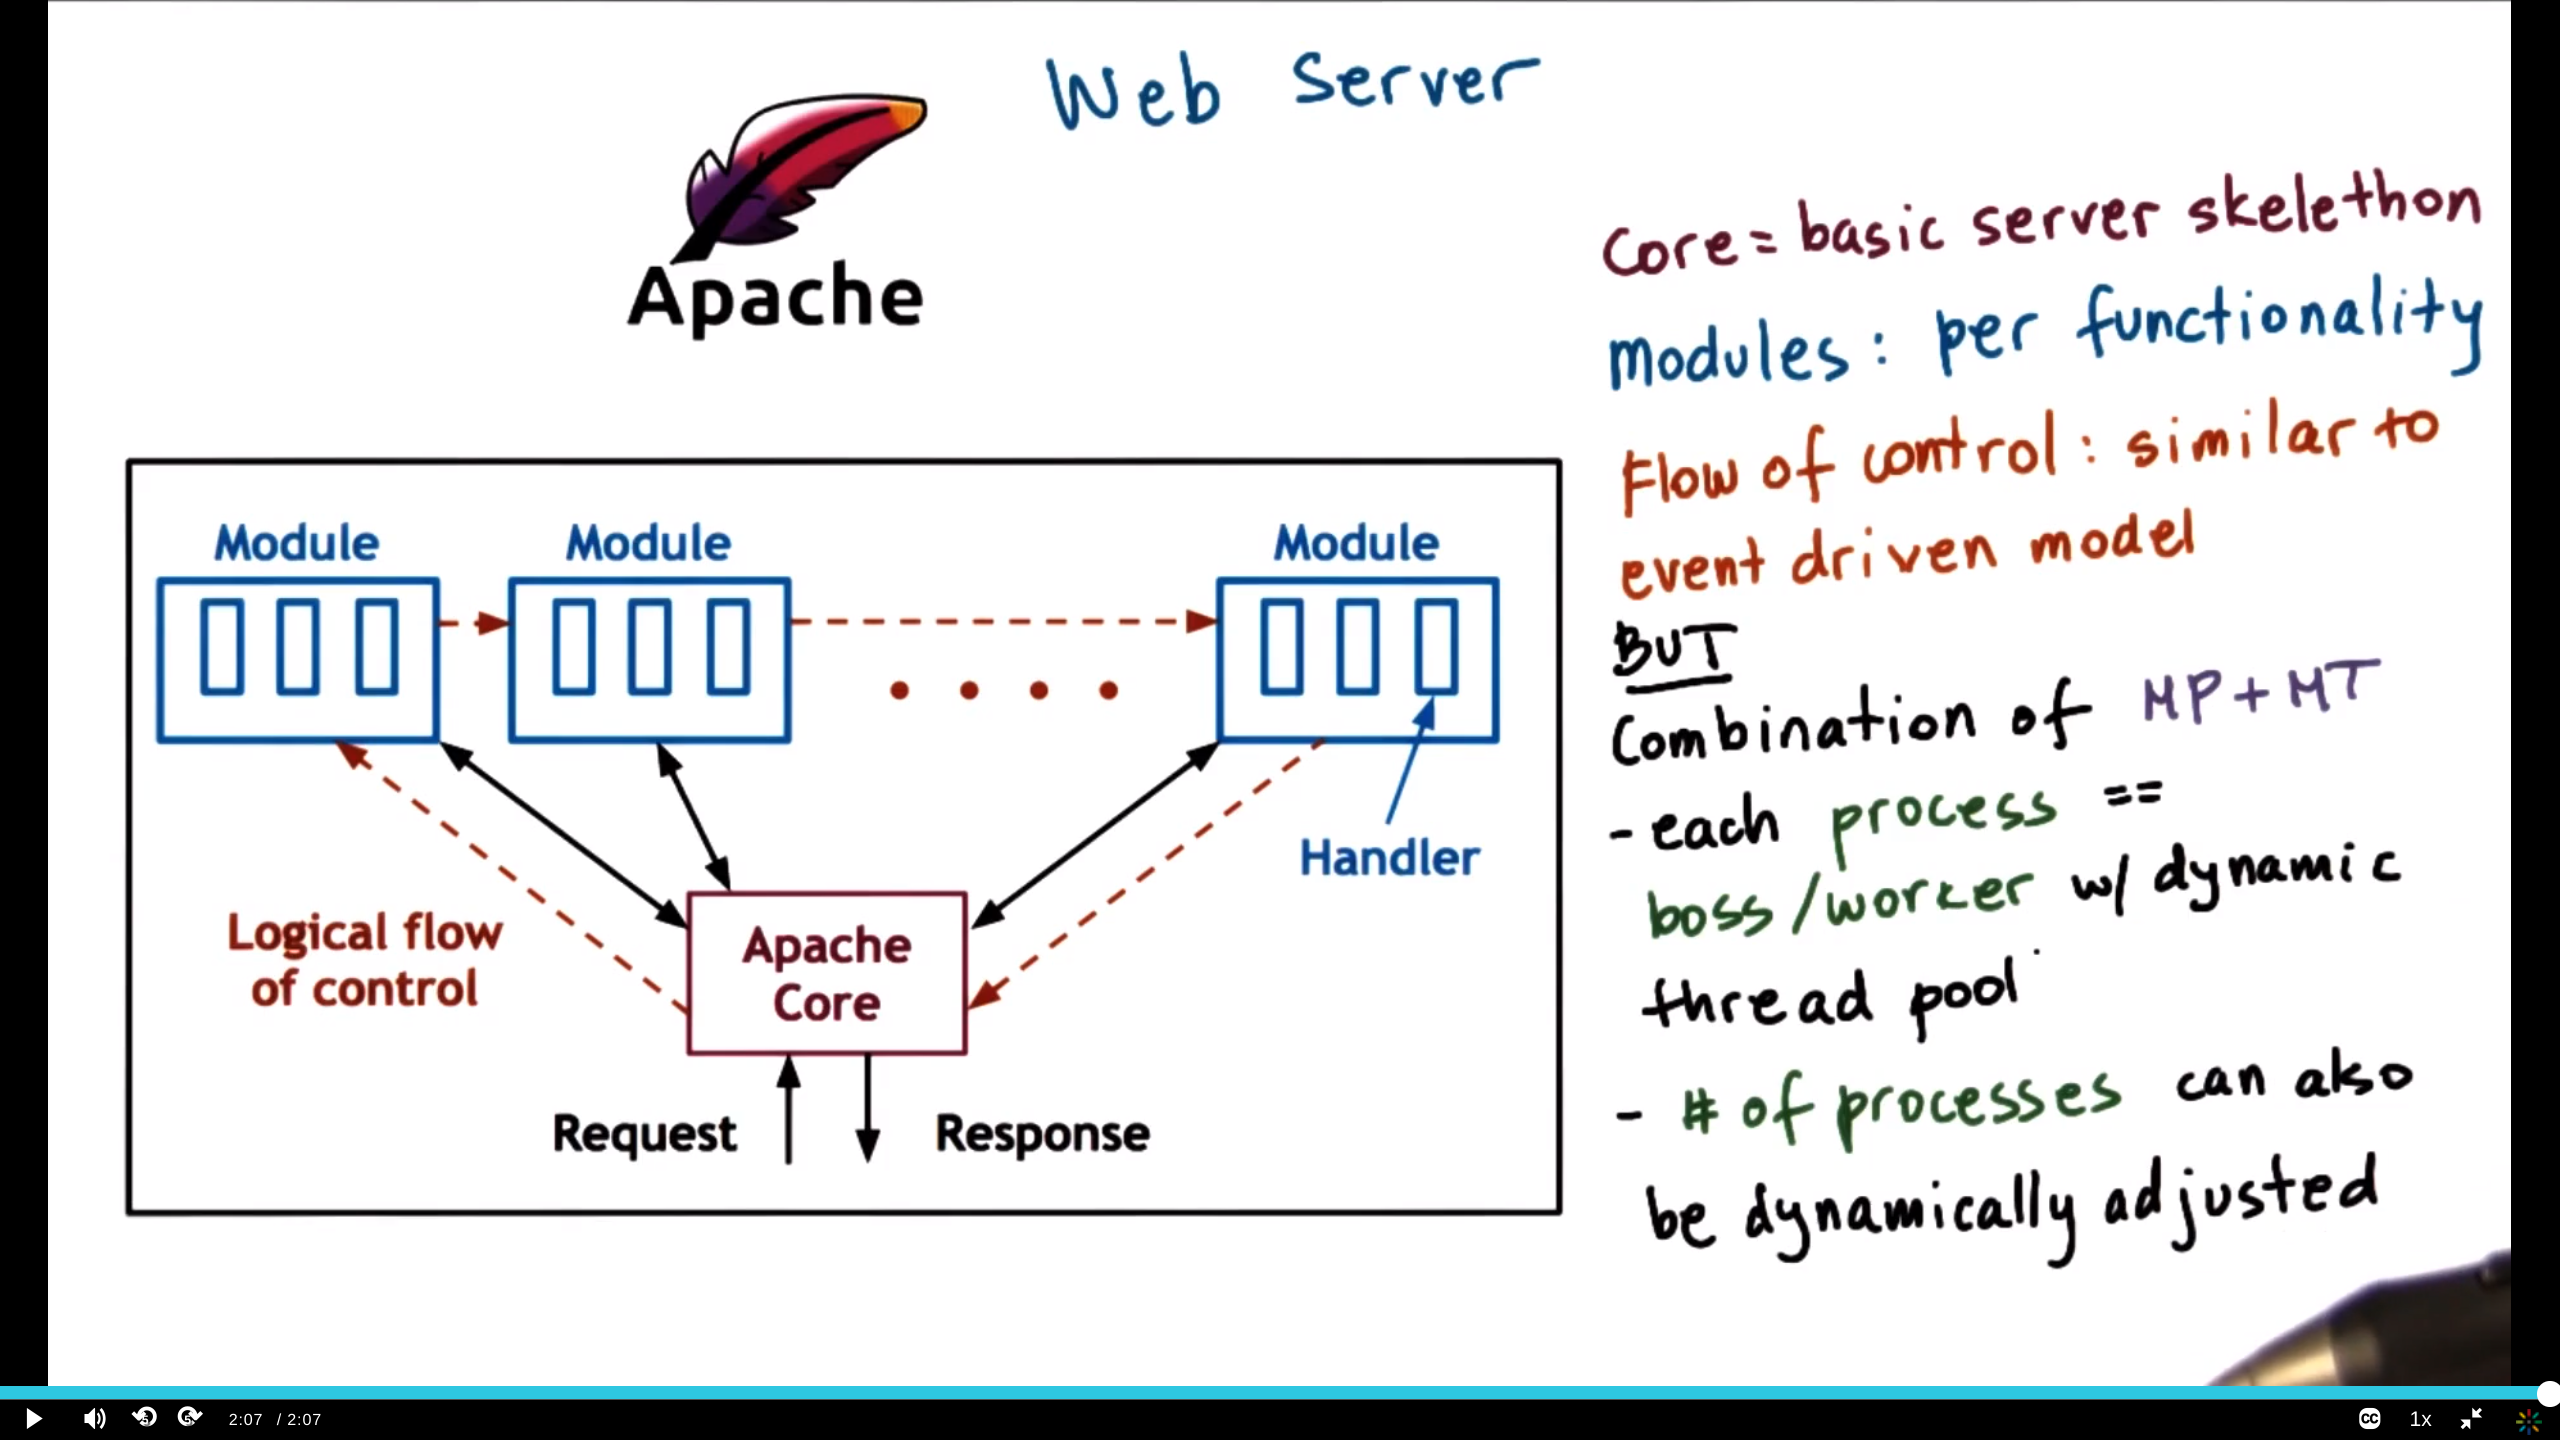 Web Server
Apache
Core = basic server skelethon
modules : per functionality
Flow of control : similar to
event driven model
BUT
Combination of MP + MT
- each process ==
boss/worker w/ dynamic
thread pool
- # of processes can also
be dynamically adjusted
Module
Module
Module
Handler
Logical flow
of control
Apache
Core
Request
Response
2:07 / 2:07
CC
1x